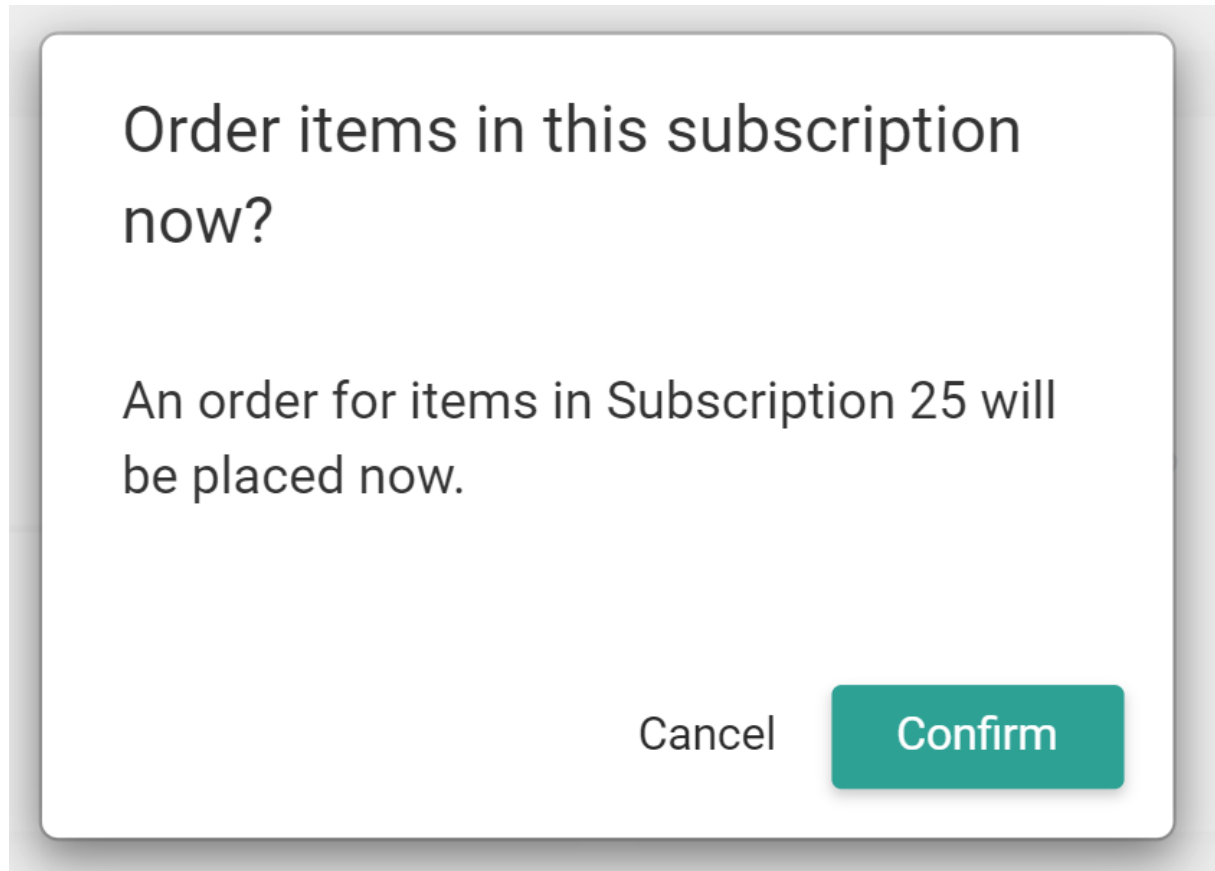 Order items in this subscription
now?
An order for items in Subscription 25 will
be placed now.
Cancel
Confirm